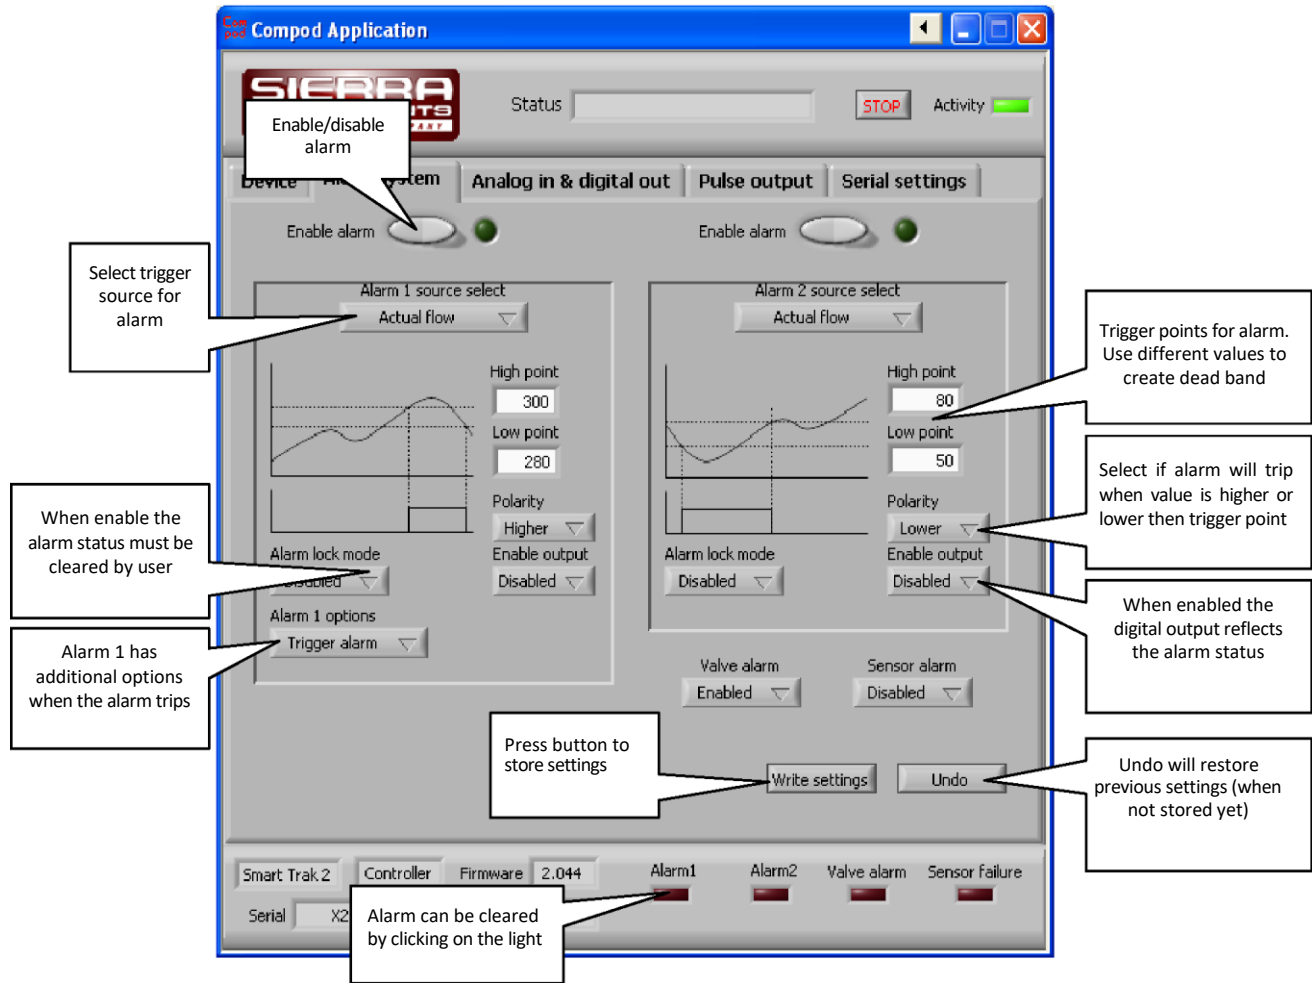 Com
pod
Compod Application
SIERRA
Status
STOP
Activity
Enable/disable
alarm
Device
Analog in & digital out
Pulse output
Serial settings
Enable alarm
Enable alarm
Select trigger
source for
alarm
Alarm 1 source select
Actual flow
Alarm 2 source select
Actual flow
Trigger points for alarm.
Use different values to
create dead band
High point
300
Low point
280
High point
80
Low point
50
Select if alarm will trip
when value is higher or
lower then trigger point
Polarity
Higher
Polarity
Lower
When enable the
alarm status must be
cleared by user
Alarm lock mode
Disabled
Enable output
Disabled
Alarm lock mode
Disabled
Enable output
Disabled
When enabled the
digital output reflects
the alarm status
Alarm 1 options
Trigger alarm
Alarm 1 has
additional options
when the alarm trips
Valve alarm
Enabled
Sensor alarm
Disabled
Press button to
store settings
Write settings
Undo
Undo will restore
previous settings (when
not stored yet)
Smart Trak 2
Controller
Firmware 2.044
Alarm1
Alarm2
Valve alarm
Sensor failure
Serial X2
Alarm can be cleared
by clicking on the light